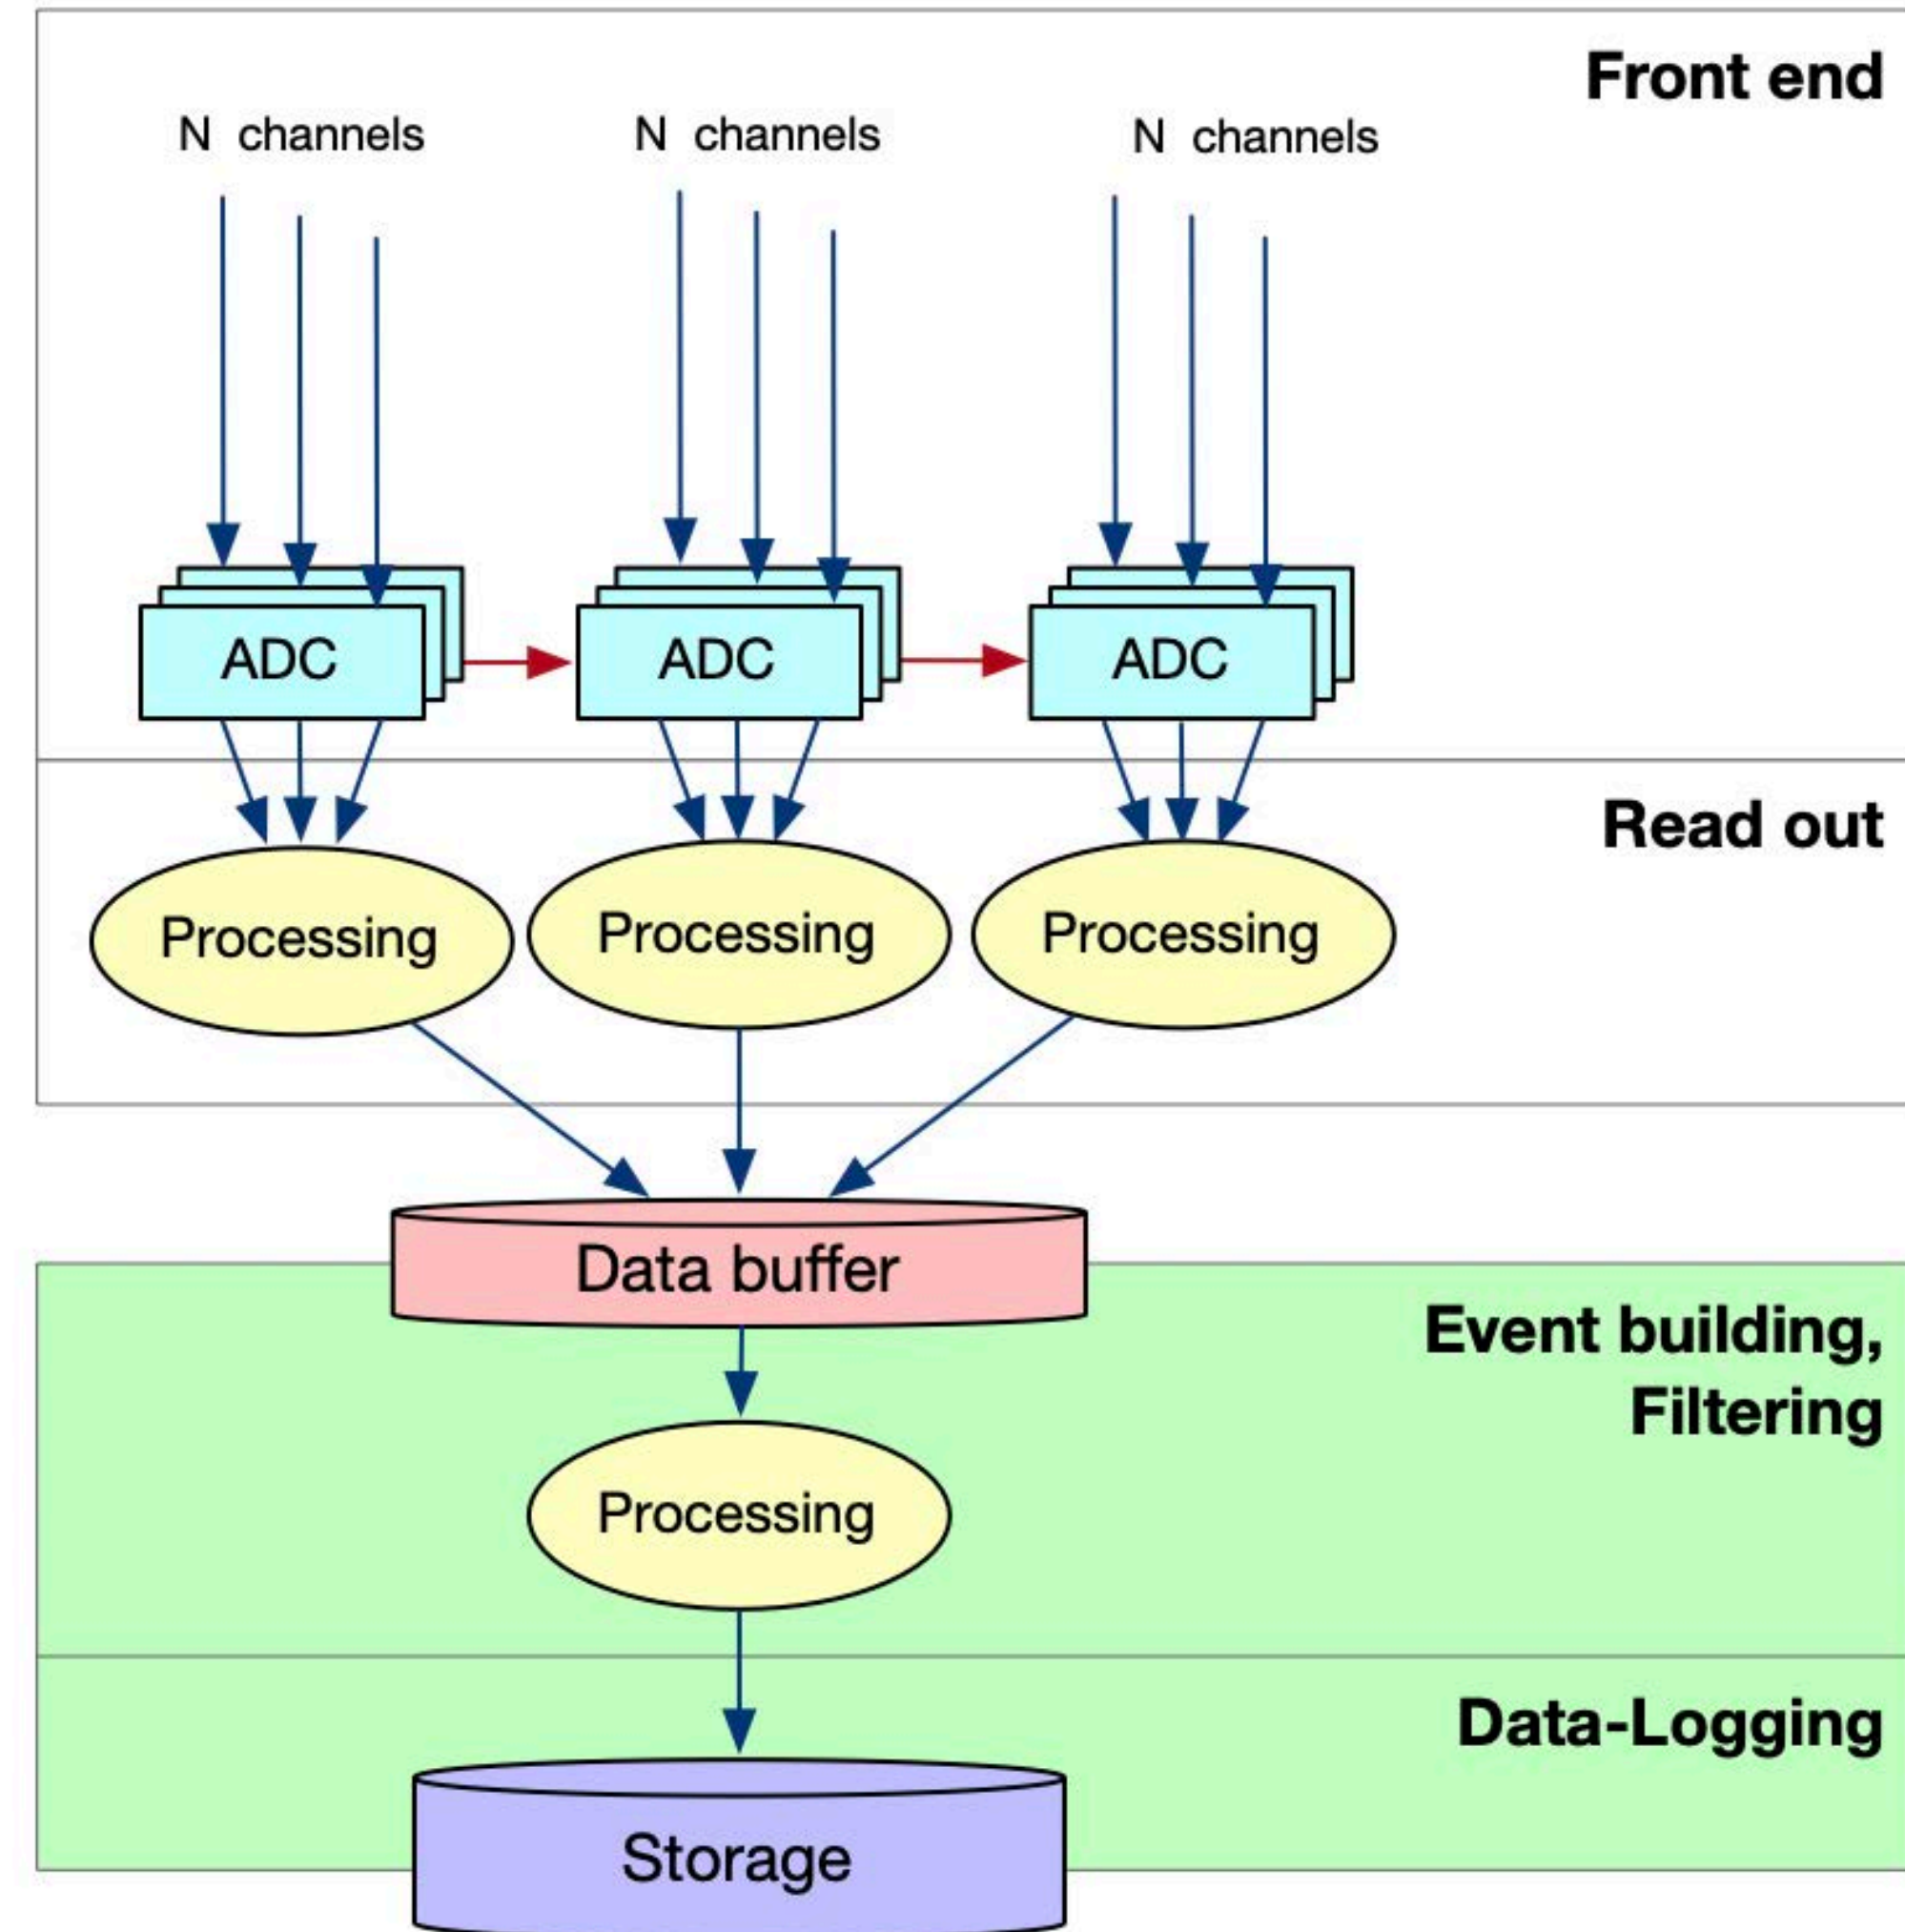 Front end
N channels
N channels
N channels
ADC
ADC
ADC
Read out
Processing
Processing
Processing
Data buffer
Event building,
Filtering
Processing
Data-Logging
Storage